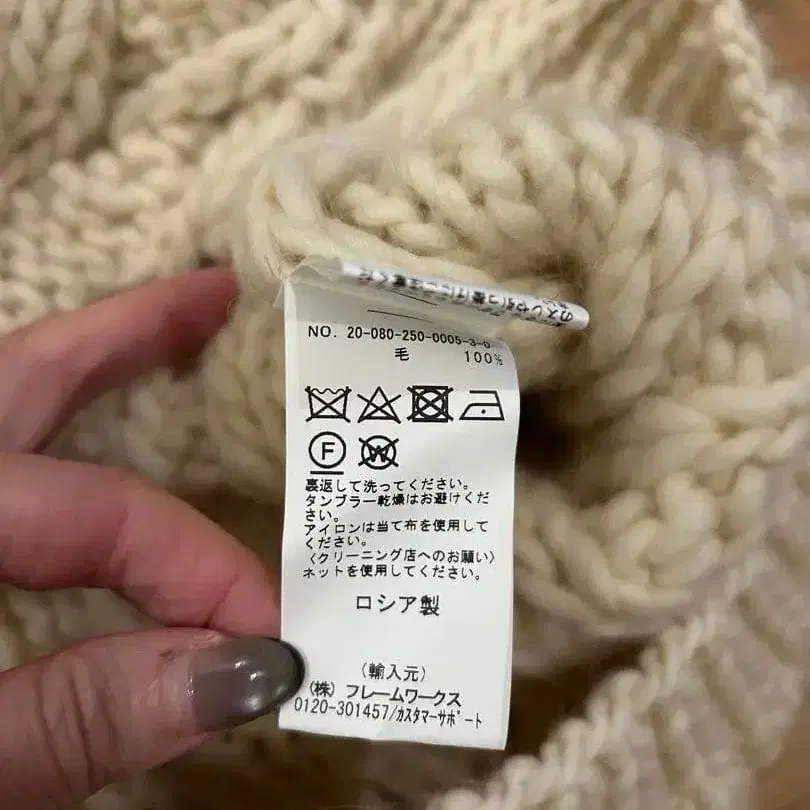 NO. 20-080-250-0005-3-0
毛 100%
F W
裏返して洗ってください。
タンブラー乾燥はお避けくだ
さい。
アイロンは当て布を使用して
ください。
〈クリーニング店へのお願い〉
ネットを使用してください。
ロシア製
(輸入元)
(株) フレームワークス
0120-301457/カスタマーサポート